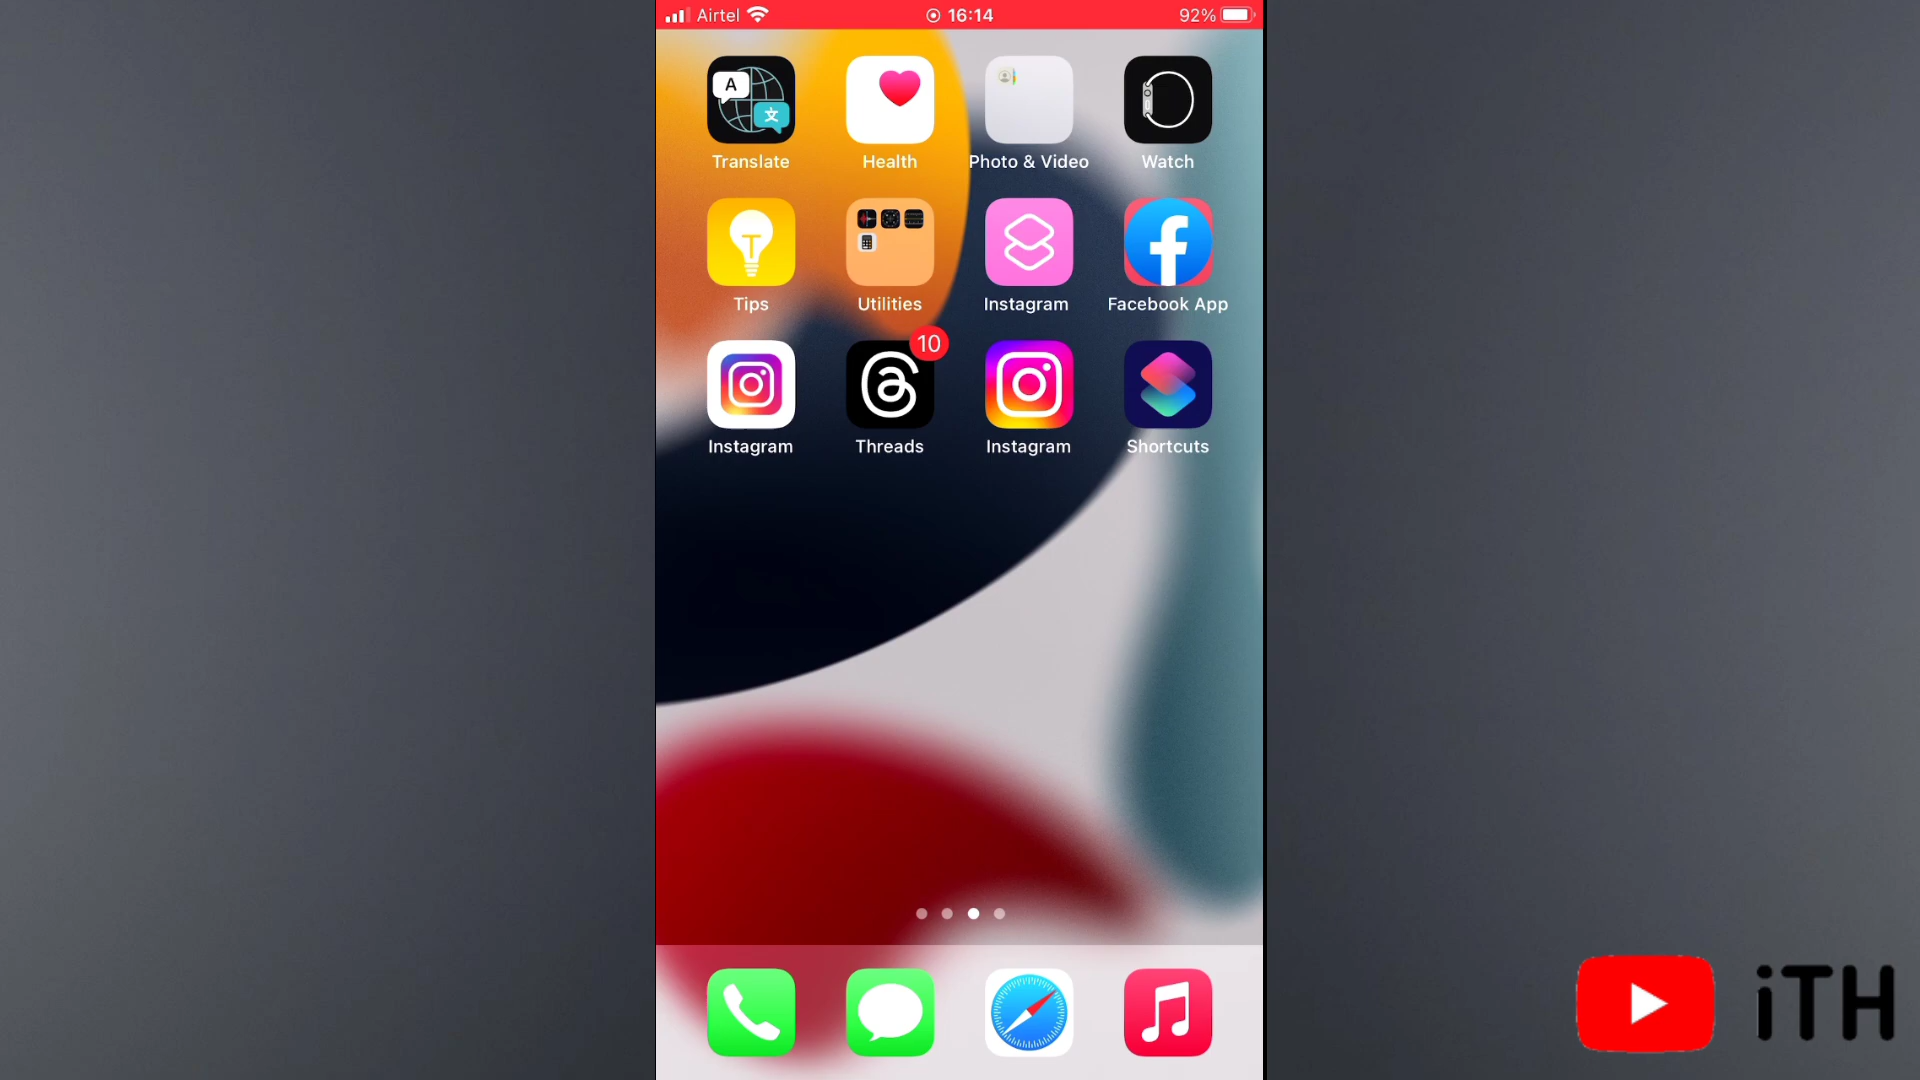 Airtel 16:14 92%
A 文
Translate Health Photo & Video Watch
Tips Utilities Instagram Facebook App
10
Instagram Threads Instagram Shortcuts
iTH